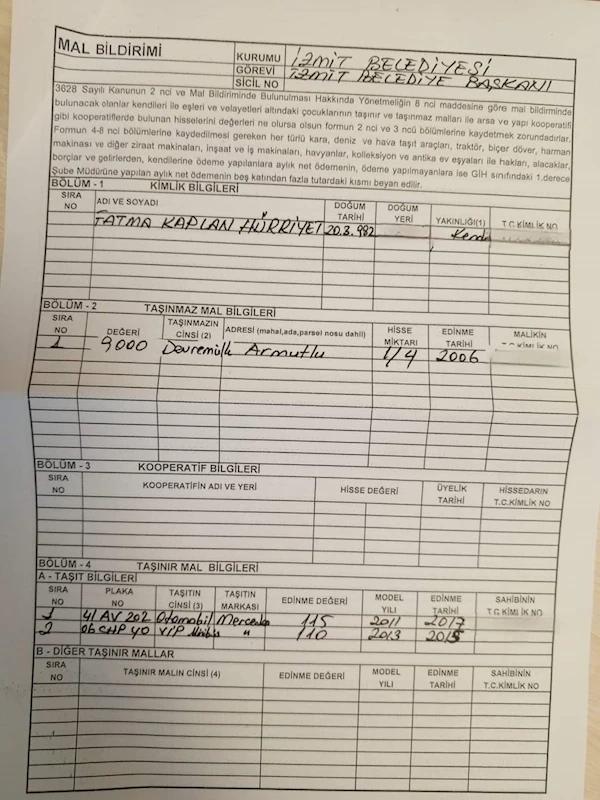 MAL BİLDİRİMİ
KURUMU İZMİT BELEDİYESİ
GÖREVİ İZMİT BELEDİYE BAŞKANI
SİCİL NO
3628 Sayılı Kanunun 2 nci ve Mal Bildiriminde Bulunulması Hakkında Yönetmeliğin 8 nci maddesine göre mal bildirimde
bulunacak olanlar kendileri ile eşleri ve velayetleri altındaki çocuklarının taşınır ve taşınmaz malları ile arsa ve yapı kooperatifi
gibi kooperatiflerde bulunan hisselerini değerleri ne olursa olsun formun 2 ve 3 ncü bölümlerine kaydetmek zorundadırlar.
Formun 4-8 nci bölümlerine kaydedilmesi gereken her türlü kara, deniz ve hava taşıt araçları, traktör, biçer döver, harman
makinası ve diğer ziraat makinaları, inşaat ve iş makinaları, hayvanlar, kolleksiyon ve antika ev eşyaları ile hakları, alacaklar,
borçlar ve gelirlerden, kendilerine ödeme yapılanlara aylık net ödemenin, ödeme yapılmayanlara ise GİH sınıfındaki 1.derece
Şube Müdürüne yapılan aylık net ödemenin beş katından fazla tutardaki kısmı beyan edilir.
BÖLÜM - 1 KİMLİK BİLGİLERİ
SIRA NO ADI VE SOYADI DOĞUM TARİHİ DOĞUM YERİ YAKINLIĞI(1) T.C.KİMLİK NO
FATMA KAPLAN HÜRRİYET 20.3.982 Kendi
BÖLÜM - 2 TAŞINMAZ MAL BİLGİLERİ
SIRA NO DEĞERİ TAŞINMAZIN CİNSİ (2) ADRESİ (mahal,ada,parsel nosu dahil) HİSSE MİKTARI EDİNME TARİHİ MALİKİN T.C.KİMLİK NO
1 9000 Devremülk Armutlu 1/4 2006
BÖLÜM - 3 KOOPERATİF BİLGİLERİ
SIRA NO KOOPERATİFİN ADI VE YERİ HİSSE DEĞERİ ÜYELİK TARİHİ HİSSEDARIN T.C.KİMLİK NO
BÖLÜM - 4 TAŞINIR MAL BİLGİLERİ
A - TAŞIT BİLGİLERİ
SIRA NO PLAKA NO TAŞITIN CİNSİ (3) TAŞITIN MARKASI EDİNME DEĞERİ MODEL YILI EDİNME TARİHİ SAHİBİNİN T.C.KİMLİK NO
1 41 AV 202 Otomobil Mercedes 115 2011 2017
2 06 CHP 40 VIP " 110 2013 2015
B - DİĞER TAŞINIR MALLAR
SIRA NO TAŞINIR MALIN CİNSİ (4) EDİNME DEĞERİ MODEL YILI EDİNME TARİHİ SAHİBİNİN T.C.KİMLİK NO